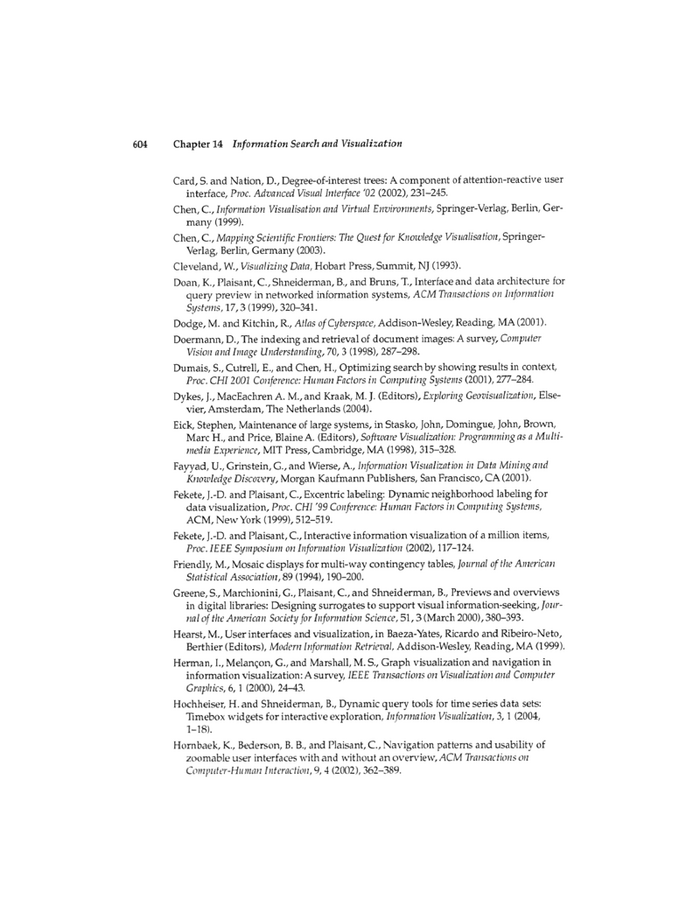 604 Chapter 14 Information Search and Visualization
Card, S. and Nation, D., Degree-of-interest trees: A component of attention-reactive user
interface, Proc. Advanced Visual Interface '02 (2002), 231–245.
Chen, C., Information Visualisation and Virtual Environments, Springer-Verlag, Berlin, Ger-
many (1999).
Chen, C., Mapping Scientific Frontiers: The Quest for Knowledge Visualisation, Springer-
Verlag, Berlin, Germany (2003).
Cleveland, W., Visualizing Data, Hobart Press, Summit, NJ (1993).
Doan, K., Plaisant, C., Shneiderman, B., and Bruns, T., Interface and data architecture for
query preview in networked information systems, ACM Transactions on Information
Systems, 17, 3 (1999), 320–341.
Dodge, M. and Kitchin, R., Atlas of Cyberspace, Addison-Wesley, Reading, MA (2001).
Doermann, D., The indexing and retrieval of document images: A survey, Computer
Vision and Image Understanding, 70, 3 (1998), 287–298.
Dumais, S., Cutrell, E., and Chen, H., Optimizing search by showing results in context,
Proc. CHI 2001 Conference: Human Factors in Computing Systems (2001), 277–284.
Dykes, J., MacEachren A. M., and Kraak, M. J. (Editors), Exploring Geovisualization, Else-
vier, Amsterdam, The Netherlands (2004).
Eick, Stephen, Maintenance of large systems, in Stasko, John, Domingue, John, Brown,
Marc H., and Price, Blaine A. (Editors), Software Visualization: Programming as a Multi-
media Experience, MIT Press, Cambridge, MA (1998), 315–328.
Fayyad, U., Grinstein, G., and Wierse, A., Information Visualization in Data Mining and
Knowledge Discovery, Morgan Kaufmann Publishers, San Francisco, CA (2001).
Fekete, J.-D. and Plaisant, C., Excentric labeling: Dynamic neighborhood labeling for
data visualization, Proc. CHI '99 Conference: Human Factors in Computing Systems,
ACM, New York (1999), 512–519.
Fekete, J.-D. and Plaisant, C., Interactive information visualization of a million items,
Proc. IEEE Symposium on Information Visualization (2002), 117–124.
Friendly, M., Mosaic displays for multi-way contingency tables, Journal of the American
Statistical Association, 89 (1994), 190–200.
Greene, S., Marchionini, G., Plaisant, C., and Shneiderman, B., Previews and overviews
in digital libraries: Designing surrogates to support visual information-seeking, Jour-
nal of the American Society for Information Science, 51, 3 (March 2000), 380–393.
Hearst, M., User interfaces and visualization, in Baeza-Yates, Ricardo and Ribeiro-Neto,
Berthier (Editors), Modern Information Retrieval, Addison-Wesley, Reading, MA (1999).
Herman, I., Melançon, G., and Marshall, M. S., Graph visualization and navigation in
information visualization: A survey, IEEE Transactions on Visualization and Computer
Graphics, 6, 1 (2000), 24–43.
Hochheiser, H. and Shneiderman, B., Dynamic query tools for time series data sets:
Timebox widgets for interactive exploration, Information Visualization, 3, 1 (2004,
1–18).
Hornbaek, K., Bederson, B. B., and Plaisant, C., Navigation patterns and usability of
zoomable user interfaces with and without an overview, ACM Transactions on
Computer-Human Interaction, 9, 4 (2002), 362–389.